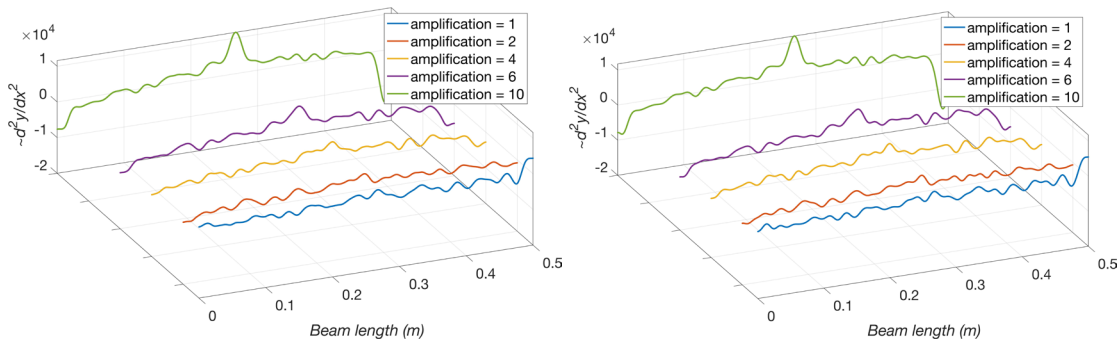 ×10⁴
1
0
-1
-2
~d²y/dx²
amplification = 1
amplification = 2
amplification = 4
amplification = 6
amplification = 10
0
0.1
0.2
0.3
0.4
0.5
Beam length (m)
×10⁴
1
0
-1
-2
~d²y/dx²
amplification = 1
amplification = 2
amplification = 4
amplification = 6
amplification = 10
0
0.1
0.2
0.3
0.4
0.5
Beam length (m)